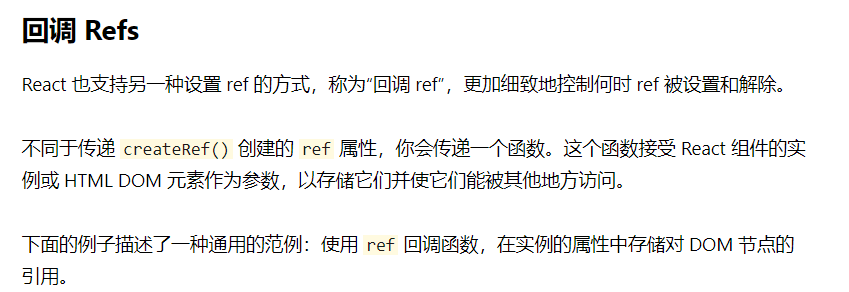 回调 Refs
React 也支持另一种设置 ref 的方式，称为“回调 ref”，更加细致地控制何时 ref 被设置和解除。
不同于传递 createRef() 创建的 ref 属性，你会传递一个函数。这个函数接受 React 组件的实
例或 HTML DOM 元素作为参数，以存储它们并使它们能被其他地方访问。
下面的例子描述了一种通用的范例：使用 ref 回调函数，在实例的属性中存储对 DOM 节点的
引用。